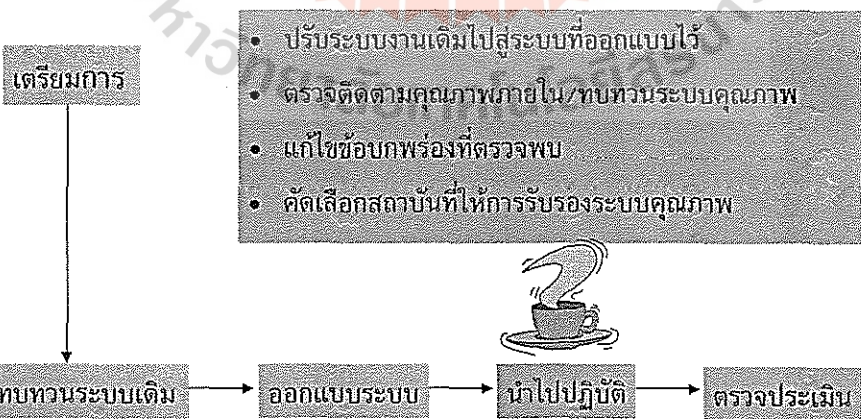 เตรียมการ
• ปรับระบบงานเดิมไปสู่ระบบที่ออกแบบไว้
• ตรวจติดตามคุณภาพภายใน/ทบทวนระบบคุณภาพ
• แก้ไขข้อบกพร่องที่ตรวจพบ
• คัดเลือกสถาบันที่ให้การรับรองระบบคุณภาพ
ทบทวนระบบเดิม ออกแบบระบบ นำไปปฏิบัติ ตรวจประเมิน